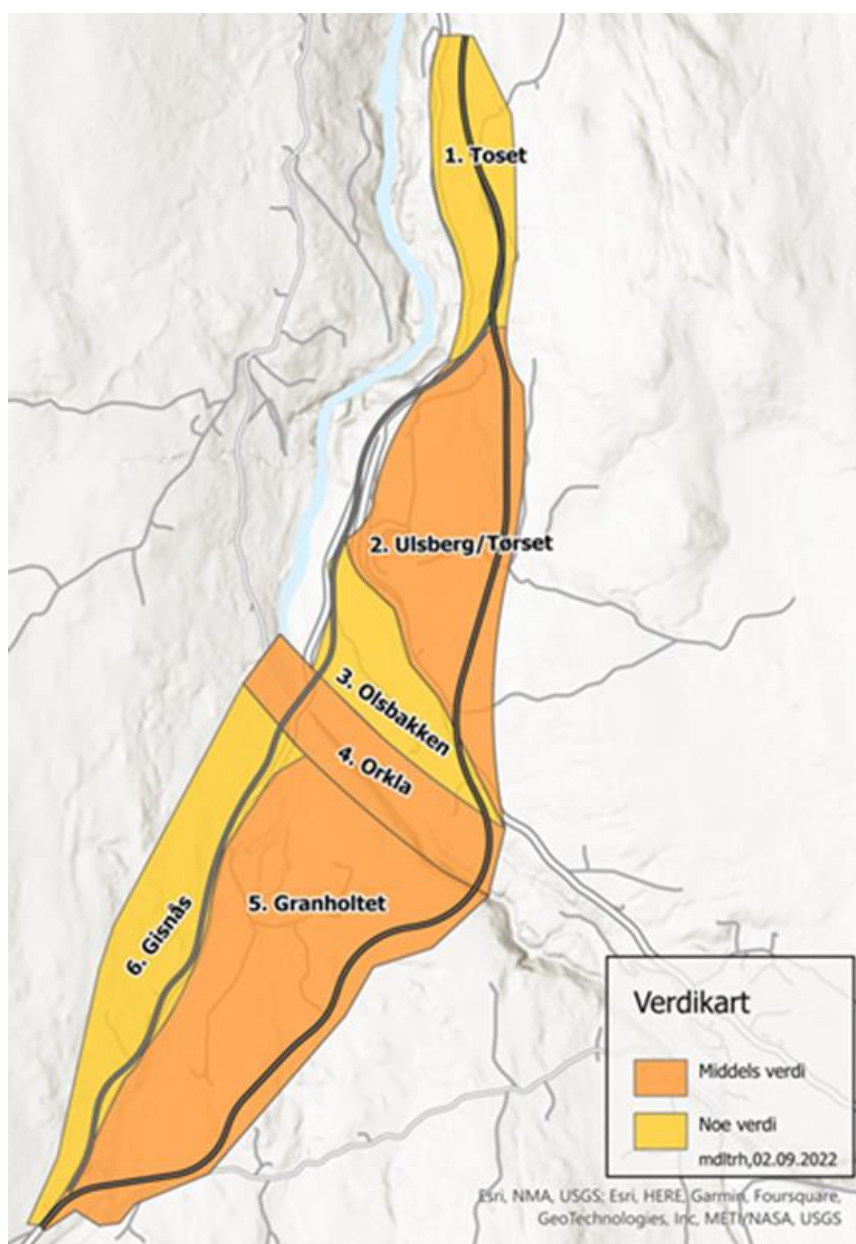 1. Toset
2. Ulsberg/Tørset
3. Olsbakken
4. Orkla
5. Granholtet
6. Gisnås
Verdikart
Middels verdi
Noe verdi
mdltrh,02.09.2022
Esri, NMA, USGS; Esri, HERE, Garmin, Foursquare,
GeoTechnologies, Inc, METI/NASA, USGS